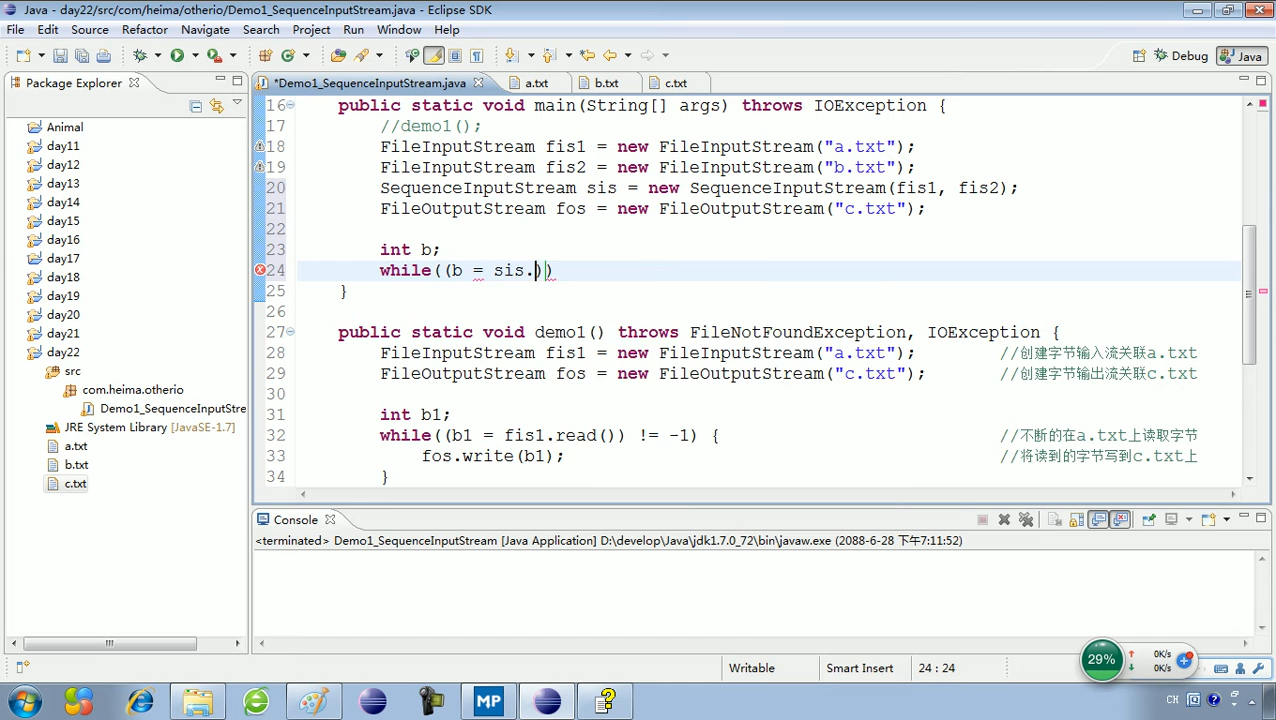 Java - day22/src/com/heima/otherio/Demo1_SequenceInputStream.java - Eclipse SDK
File Edit Source Refactor Navigate Search Project Run Window Help
Debug Java
Package Explorer
*Demo1_SequenceInputStream.java a.txt b.txt c.txt
Animal
day11
day12
day13
day14
day15
day16
day17
day18
day19
day20
day21
day22
src
com.heima.otherio
Demo1_SequenceInputStre
JRE System Library [JavaSE-1.7]
a.txt
b.txt
c.txt
16 public static void main(String[] args) throws IOException {
17 //demo1();
18 FileInputStream fis1 = new FileInputStream("a.txt");
19 FileInputStream fis2 = new FileInputStream("b.txt");
20 SequenceInputStream sis = new SequenceInputStream(fis1, fis2);
21 FileOutputStream fos = new FileOutputStream("c.txt");
22
23 int b;
24 while((b = sis.))
25 }
26
27 public static void demo1() throws FileNotFoundException, IOException {
28 FileInputStream fis1 = new FileInputStream("a.txt"); //创建字节输入流关联a.txt
29 FileOutputStream fos = new FileOutputStream("c.txt"); //创建字节输出流关联c.txt
30
31 int b1;
32 while((b1 = fis1.read()) != -1) { //不断的在a.txt上读取字节
33 fos.write(b1); //将读到的字节写到c.txt上
34 }
Console
<terminated> Demo1_SequenceInputStream [Java Application] D:\develop\Java\jdk1.7.0_72\bin\javaw.exe (2088-6-28 下午7:11:52)
Writable Smart Insert 24 : 24
29% 0K/s
0K/s
MP
CH